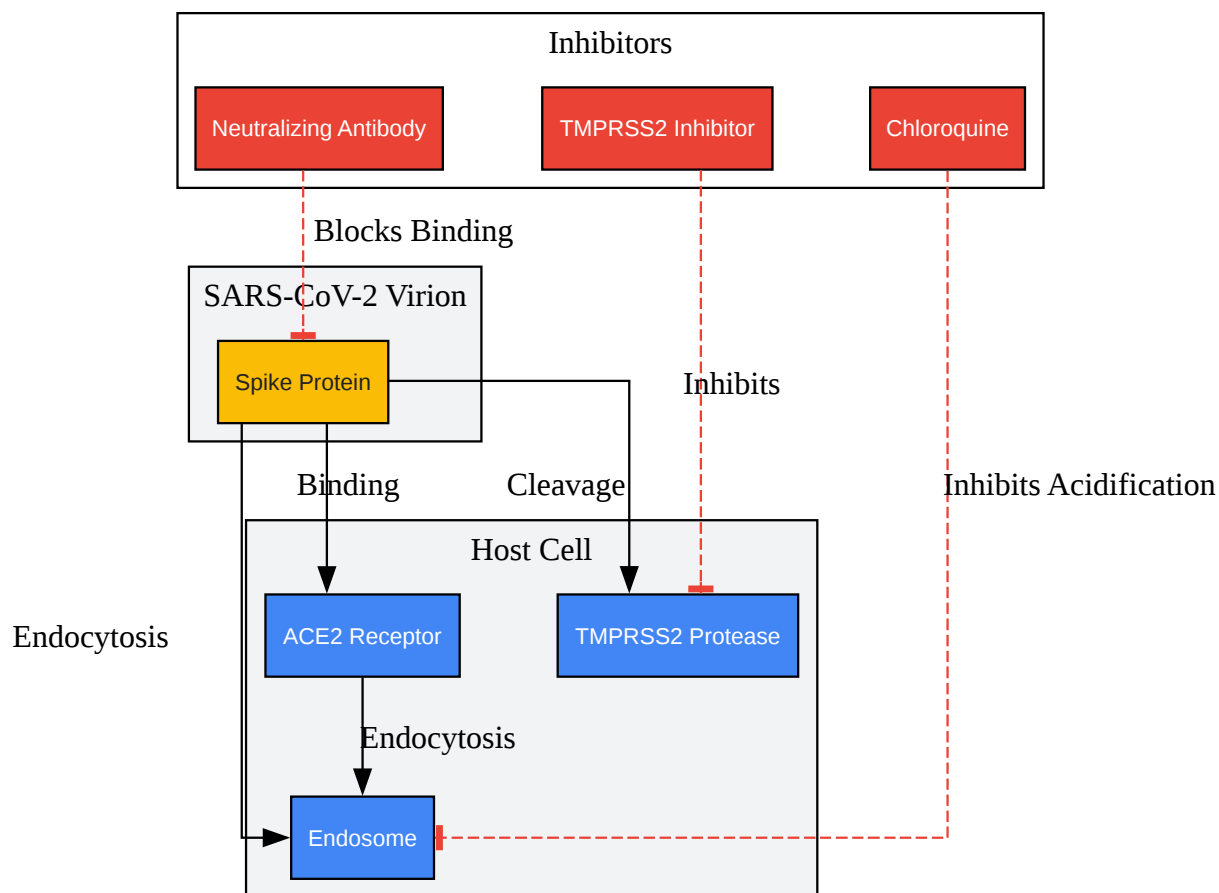 Inhibitors
Neutralizing Antibody
TMPRSS2 Inhibitor
Chloroquine
Blocks Binding
SARS-CoV-2 Virion
Spike Protein
Inhibits
Binding
Cleavage
Inhibits Acidification
Host Cell
ACE2 Receptor
TMPRSS2 Protease
Endocytosis
Endocytosis
Endosome